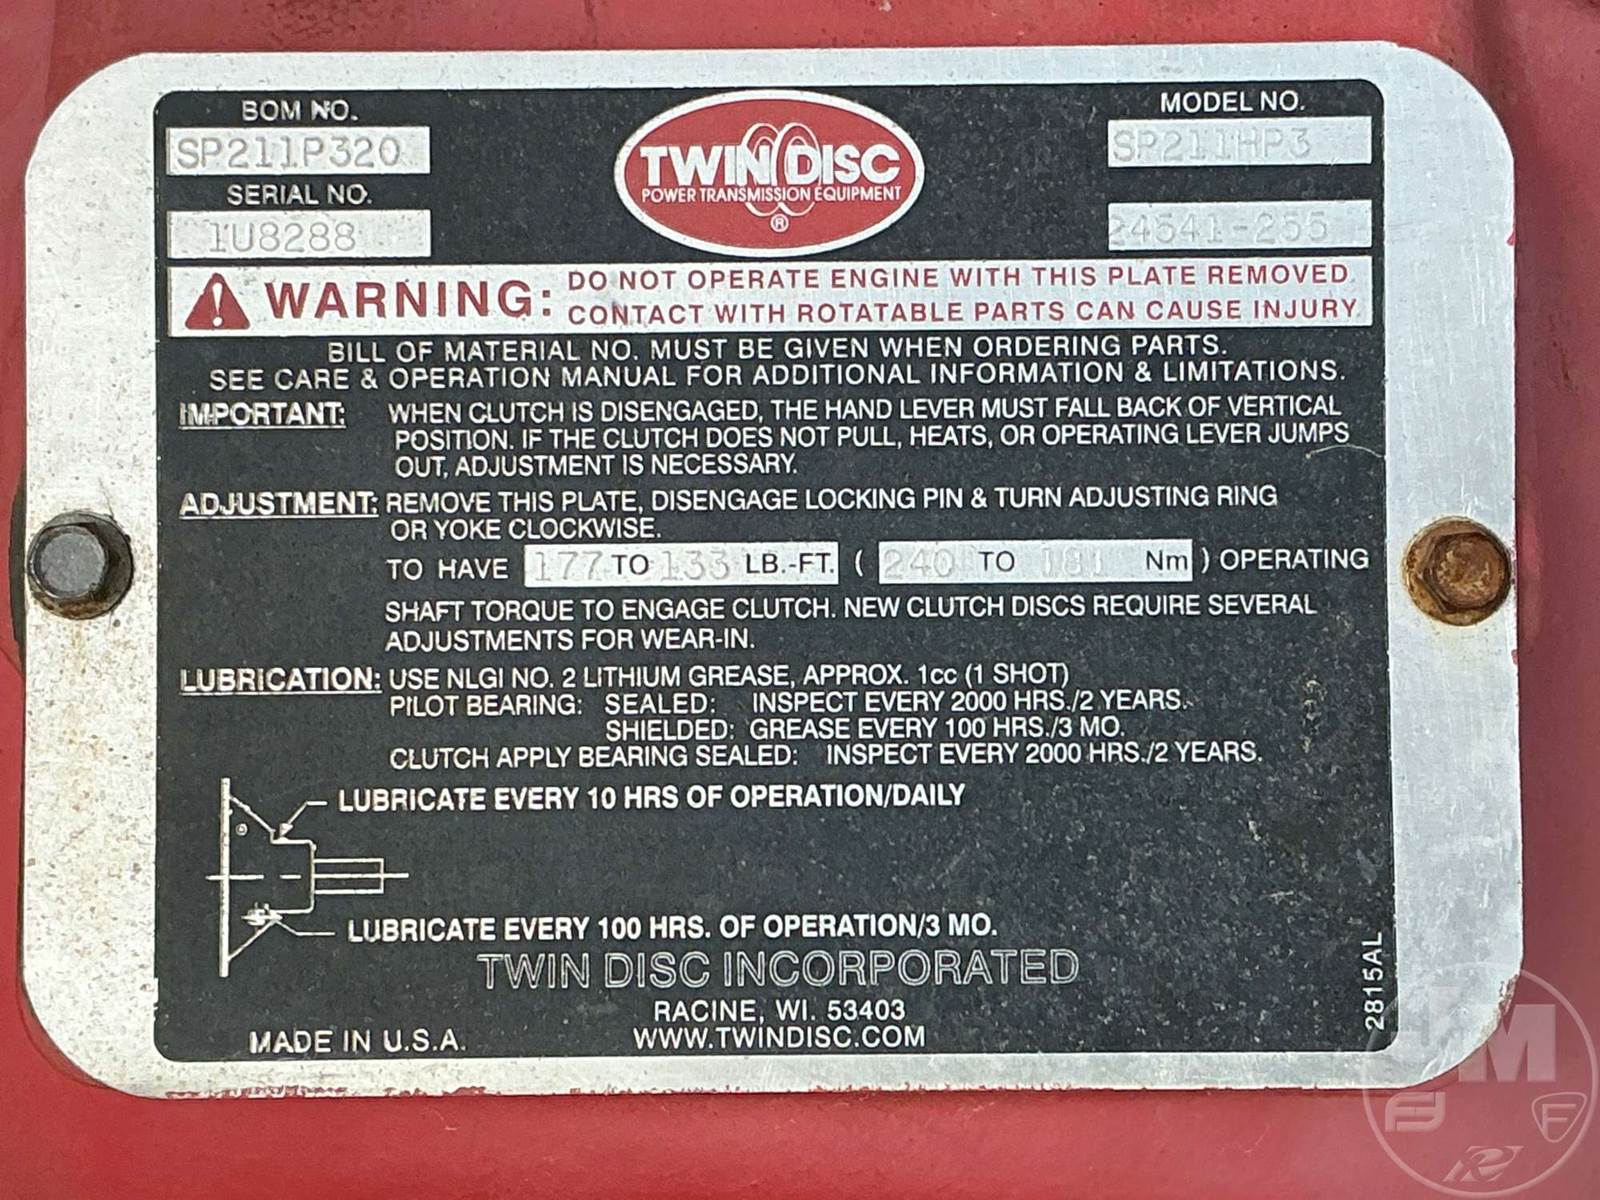 BOM NO.
SP211P320
SERIAL NO.
1U8288
TWIN DISC
POWER TRANSMISSION EQUIPMENT
®
MODEL NO.
SP211HP3
24541-255
WARNING: DO NOT OPERATE ENGINE WITH THIS PLATE REMOVED.
CONTACT WITH ROTATABLE PARTS CAN CAUSE INJURY.
BILL OF MATERIAL NO. MUST BE GIVEN WHEN ORDERING PARTS.
SEE CARE & OPERATION MANUAL FOR ADDITIONAL INFORMATION & LIMITATIONS.
IMPORTANT: WHEN CLUTCH IS DISENGAGED, THE HAND LEVER MUST FALL BACK OF VERTICAL
POSITION. IF THE CLUTCH DOES NOT PULL, HEATS, OR OPERATING LEVER JUMPS
OUT, ADJUSTMENT IS NECESSARY.
ADJUSTMENT: REMOVE THIS PLATE, DISENGAGE LOCKING PIN & TURN ADJUSTING RING
OR YOKE CLOCKWISE.
TO HAVE 177 TO 133 LB.-FT. ( 240 TO 181 Nm ) OPERATING
SHAFT TORQUE TO ENGAGE CLUTCH. NEW CLUTCH DISCS REQUIRE SEVERAL
ADJUSTMENTS FOR WEAR-IN.
LUBRICATION: USE NLGI NO. 2 LITHIUM GREASE, APPROX. 1cc (1 SHOT)
PILOT BEARING: SEALED: INSPECT EVERY 2000 HRS./2 YEARS.
SHIELDED: GREASE EVERY 100 HRS./3 MO.
CLUTCH APPLY BEARING SEALED: INSPECT EVERY 2000 HRS./2 YEARS.
LUBRICATE EVERY 10 HRS OF OPERATION/DAILY
LUBRICATE EVERY 100 HRS. OF OPERATION/3 MO.
TWIN DISC INCORPORATED
RACINE, WI. 53403
MADE IN U.S.A.
WWW.TWINDISC.COM
2815AL